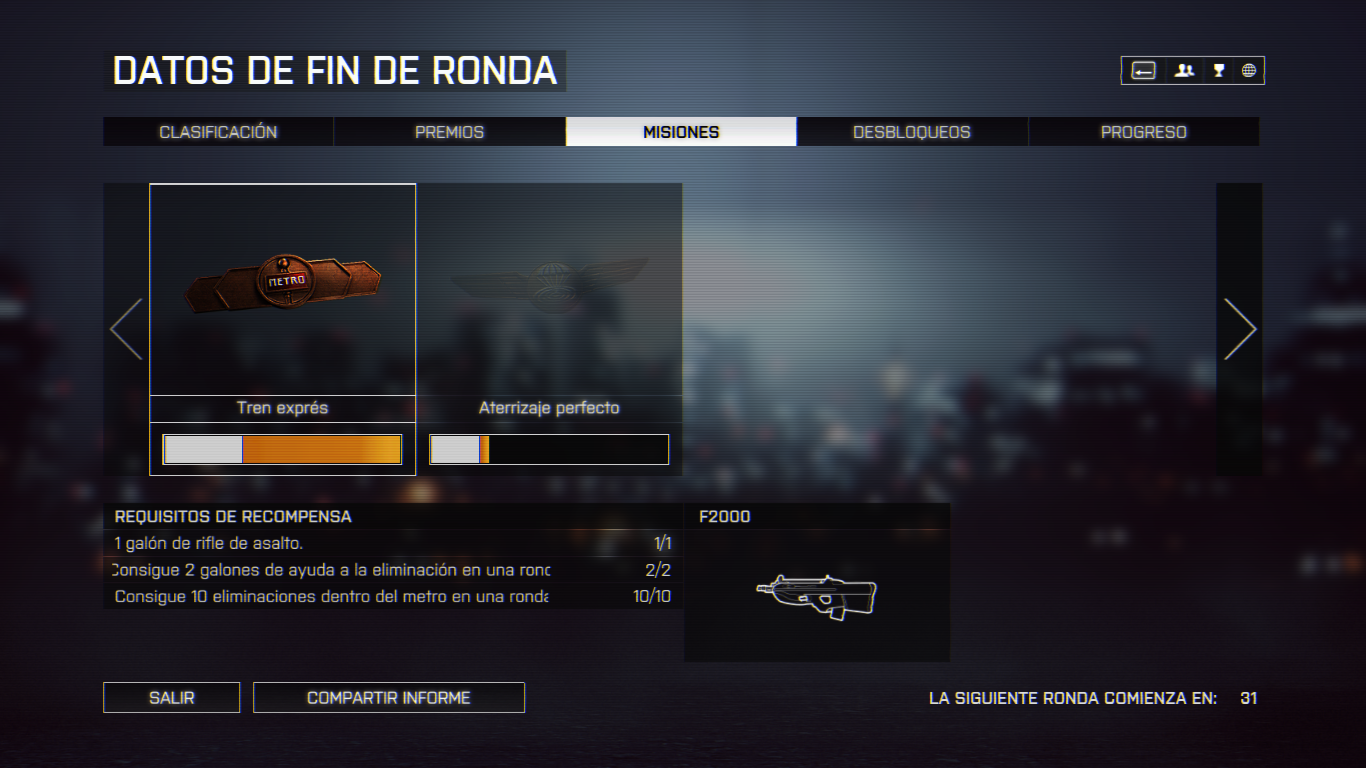 DATOS DE FIN DE RONDA
CLASIFICACIÓN PREMIOS MISIONES DESBLOQUEOS PROGRESO
METRO
Tren exprés Aterrizaje perfecto
REQUISITOS DE RECOMPENSA F2000
1 galón de rifle de asalto. 1/1
Consigue 2 galones de ayuda a la eliminación en una 2/2
Consigue 10 eliminaciones dentro del metro en una 10/10
SALIR COMPARTIR INFORME LA SIGUIENTE RONDA COMIENZA EN: 31